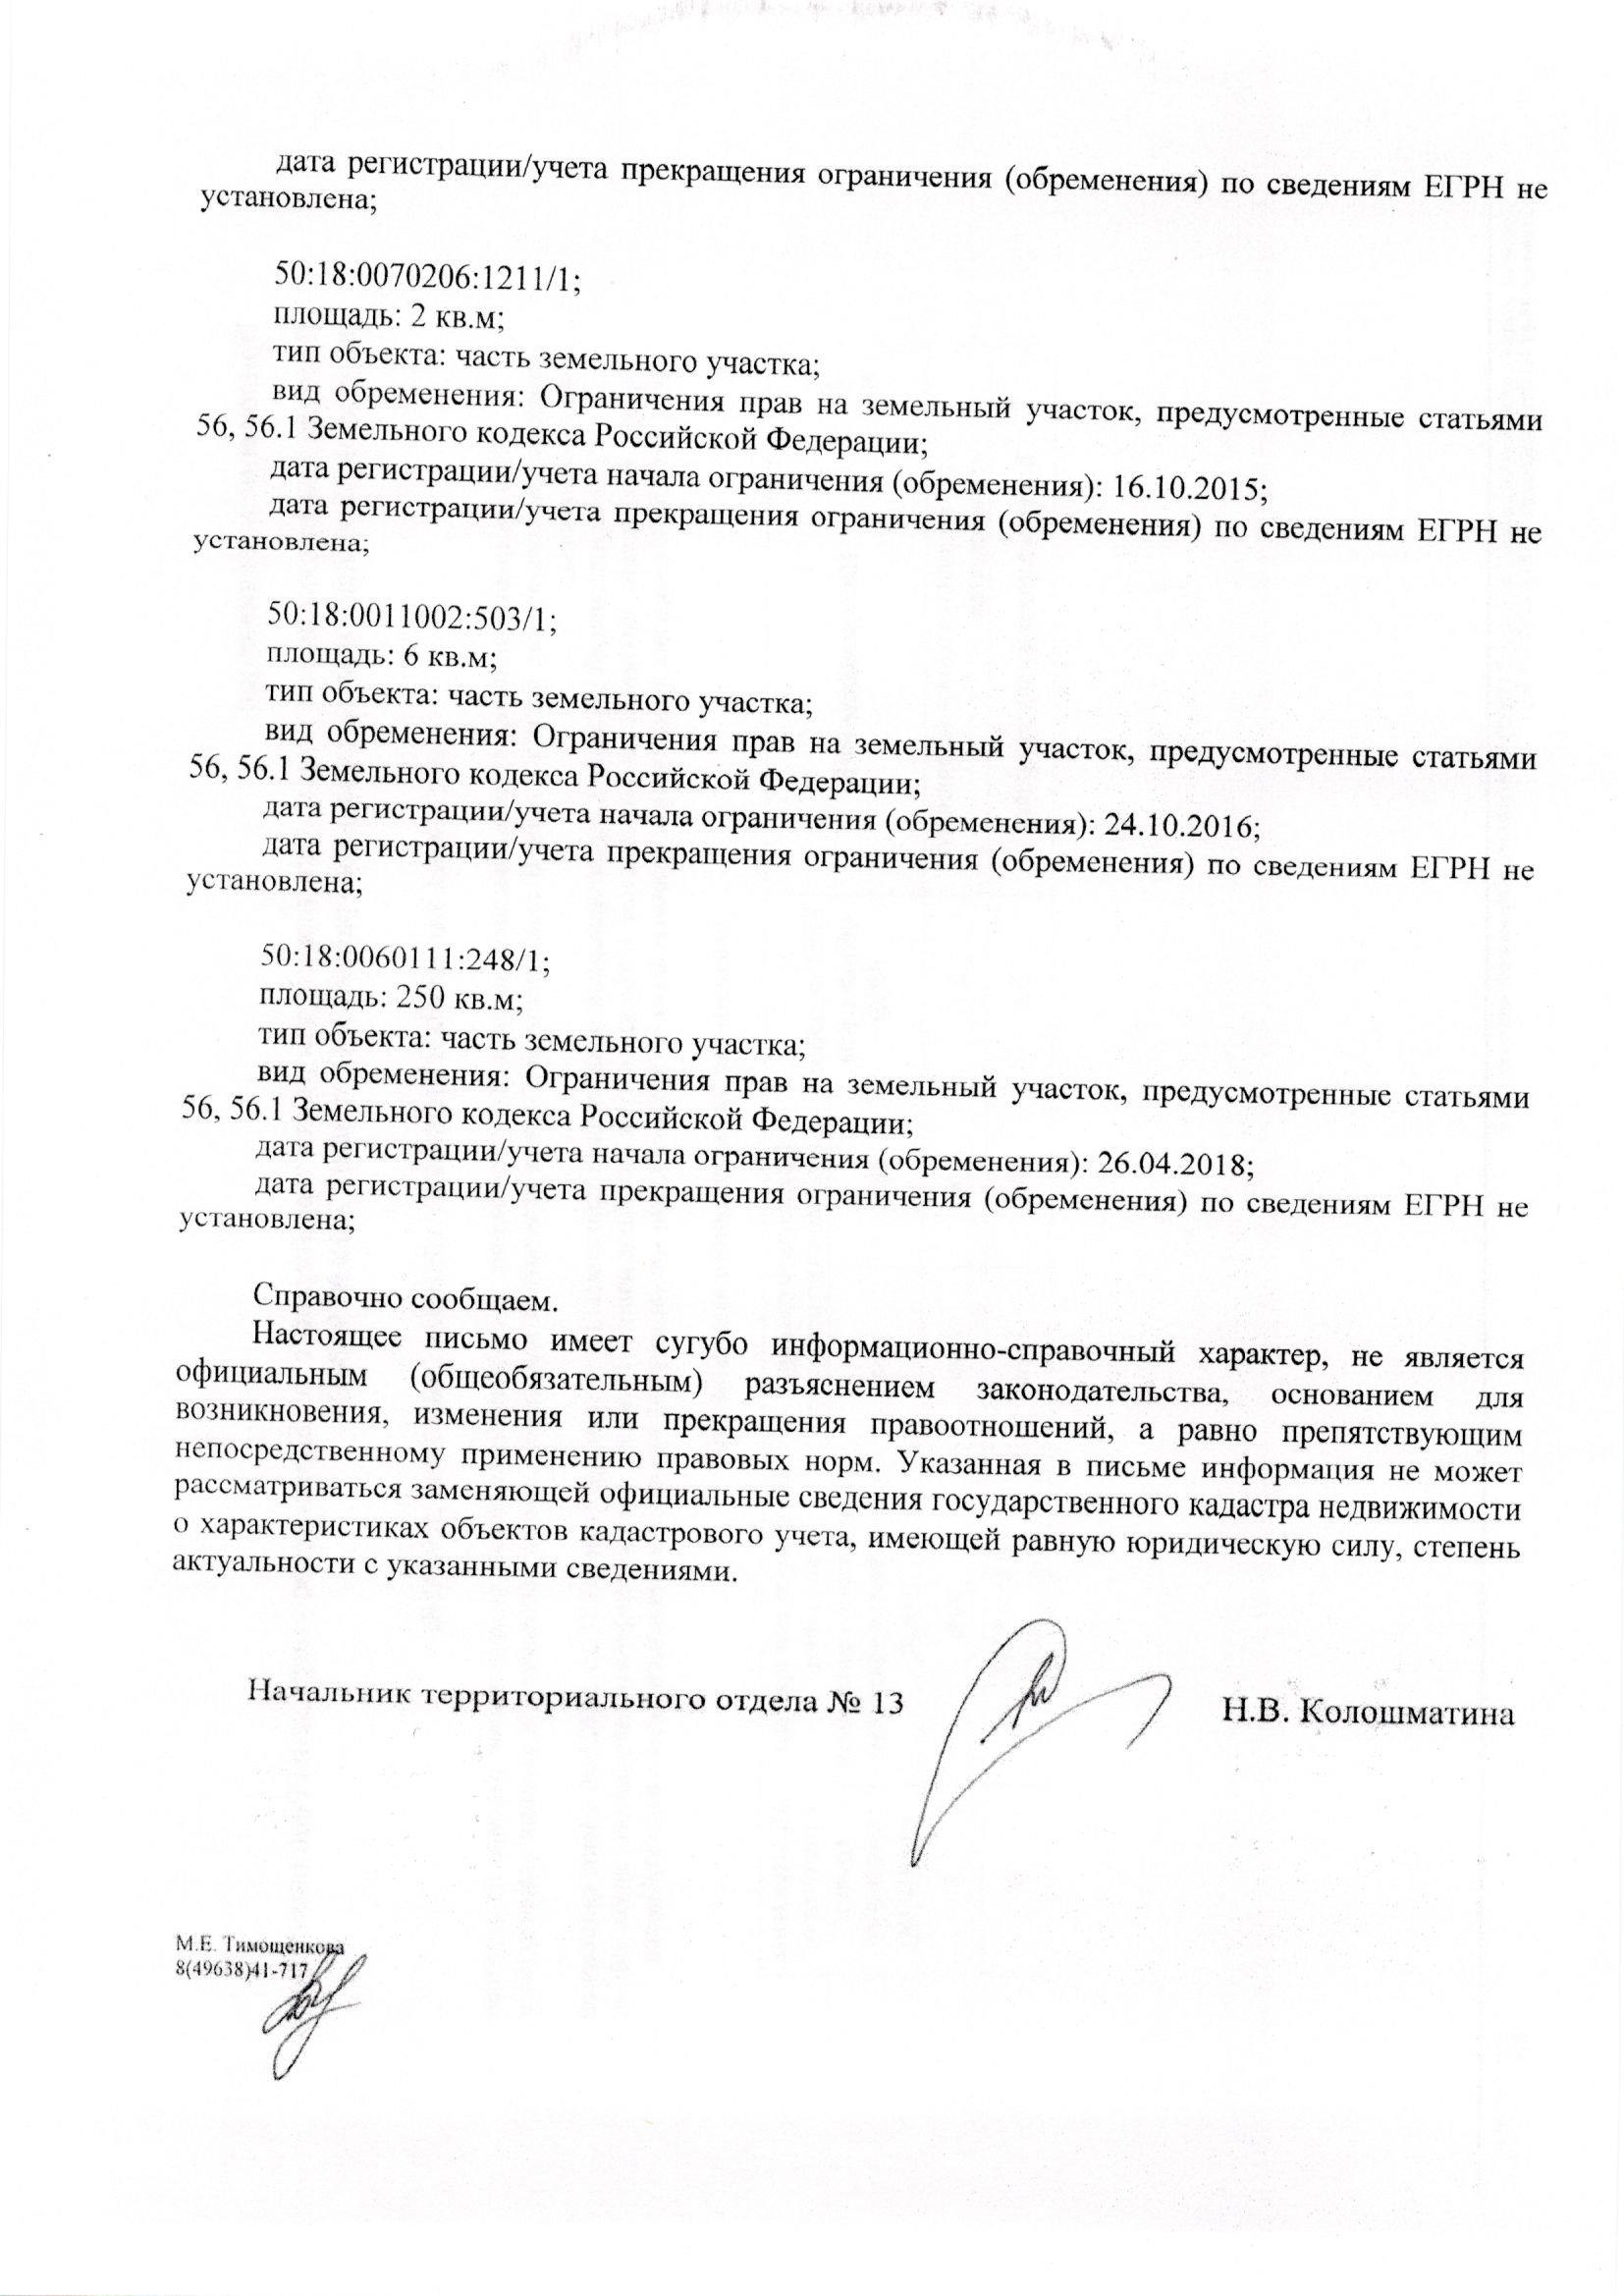 дата регистрации/учета прекращения ограничения (обременения) по сведениям ЕГРН не
установлена;
50:18:0070206:1211/1;
площадь: 2 кв.м;
тип объекта: часть земельного участка;
вид обременения: Ограничения прав на земельный участок, предусмотренные статьями
56, 56.1 Земельного кодекса Российской Федерации;
дата регистрации/учета начала ограничения (обременения): 16.10.2015;
дата регистрации/учета прекращения ограничения (обременения) по сведениям ЕГРН не
установлена;
50:18:0011002:503/1;
площадь: 6 кв.м;
тип объекта: часть земельного участка;
вид обременения: Ограничения прав на земельный участок, предусмотренные статьями
56, 56.1 Земельного кодекса Российской Федерации;
дата регистрации/учета начала ограничения (обременения): 24.10.2016;
дата регистрации/учета прекращения ограничения (обременения) по сведениям ЕГРН не
установлена;
50:18:0060111:248/1;
площадь: 250 кв.м;
тип объекта: часть земельного участка;
вид обременения: Ограничения прав на земельный участок, предусмотренные статьями
56, 56.1 Земельного кодекса Российской Федерации;
дата регистрации/учета начала ограничения (обременения): 26.04.2018;
дата регистрации/учета прекращения ограничения (обременения) по сведениям ЕГРН не
установлена;
Справочно сообщаем.
Настоящее письмо имеет сугубо информационно-справочный характер, не является
официальным (общеобязательным) разъяснением законодательства, основанием для
возникновения, изменения или прекращения правоотношений, а равно препятствующим
непосредственному применению правовых норм. Указанная в письме информация не может
рассматриваться заменяющей официальные сведения государственного кадастра недвижимости
о характеристиках объектов кадастрового учета, имеющей равную юридическую силу, степень
актуальности с указанными сведениями.
Начальник территориального отдела № 13 Н.В. Колошматина
М.Е. Тимощенкова
8(49638)41-717